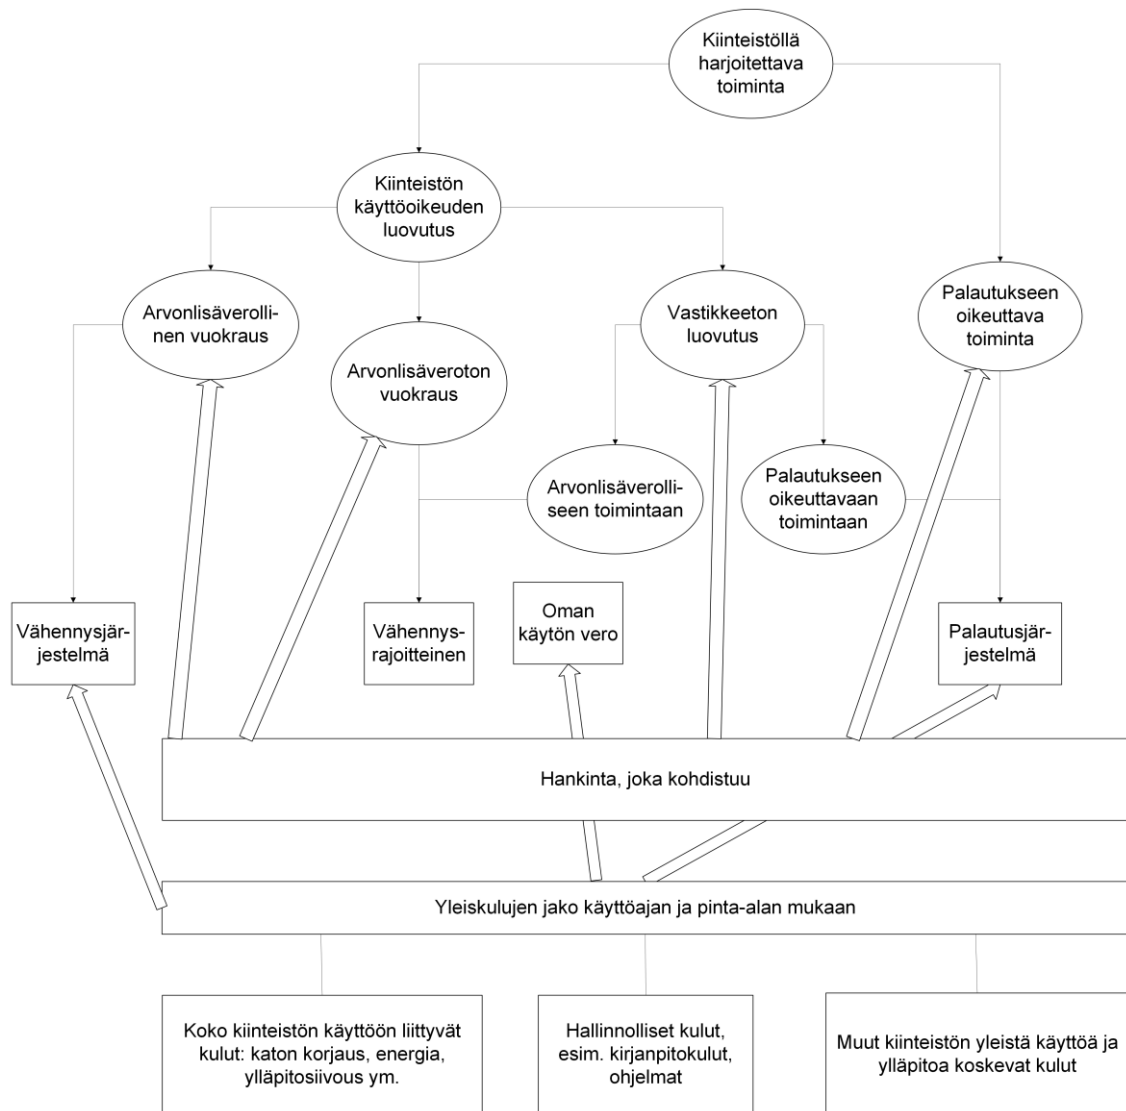 Kiinteistöllä
harjoitettava
toiminta
Kiinteistön
käyttöoikeuden
luovutus
Arvonlisäverolli-
nen vuokraus
Arvonlisäveroton
vuokraus
Vastikkeeton
luovutus
Palautukseen
oikeuttava
toiminta
Arvonlisäverolli-
seen toimintaan
Palautukseen
oikeuttavaan
toimintaan
Vähennysjär-
jestelmä
Vähennys-
rajoitteinen
Oman
käytön vero
Palautusjär-
jestelmä
Hankinta, joka kohdistuu
Yleiskulujen jako käyttöajan ja pinta-alan mukaan
Koko kiinteistön käyttöön liittyvät
kulut: katon korjaus, energia,
ylläpitosiivous ym.
Hallinnolliset kulut,
esim. kirjanpitokulut,
ohjelmat
Muut kiinteistön yleistä käyttöä ja
ylläpitoa koskevat kulut